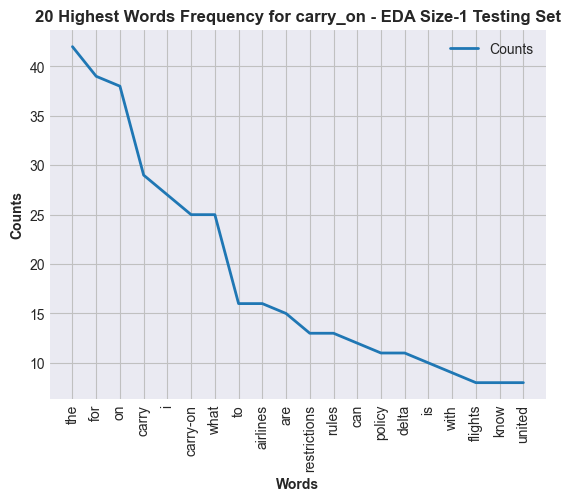 20 Highest Words Frequency for carry_on - EDA Size-1 Testing Set
Counts
Counts
40
35
30
25
20
15
10
the
for
on
carry
i
carry-on
what
to
airlines
are
restrictions
rules
can
policy
delta
is
with
flights
know
united
Words